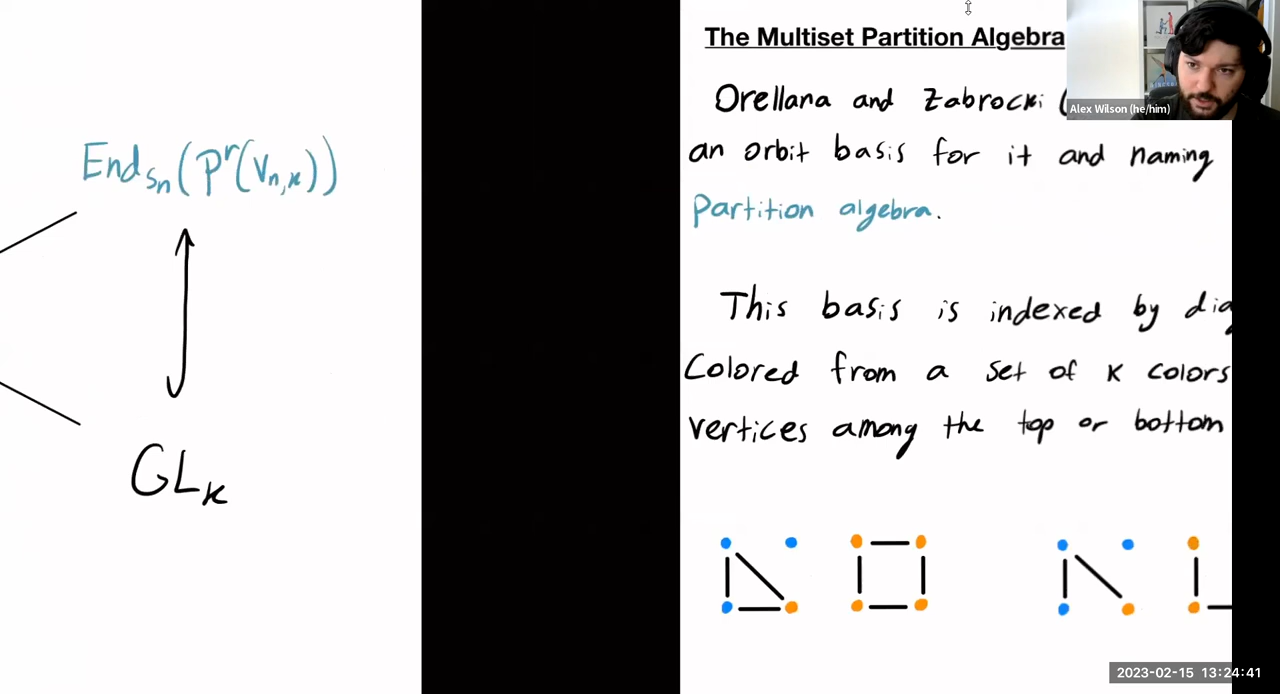 End_{S_n}(P^r(V_{n,k}))
GL_k
The Multiset Partition Algebra
Orellana and Zabrocki (
an orbit basis for it and naming
partition algebra.
This basis is indexed by dia
Colored from a set of k colors
vertices among the top or bottom
Alex Wilson (he/him)
2023-02-15 13:24:41